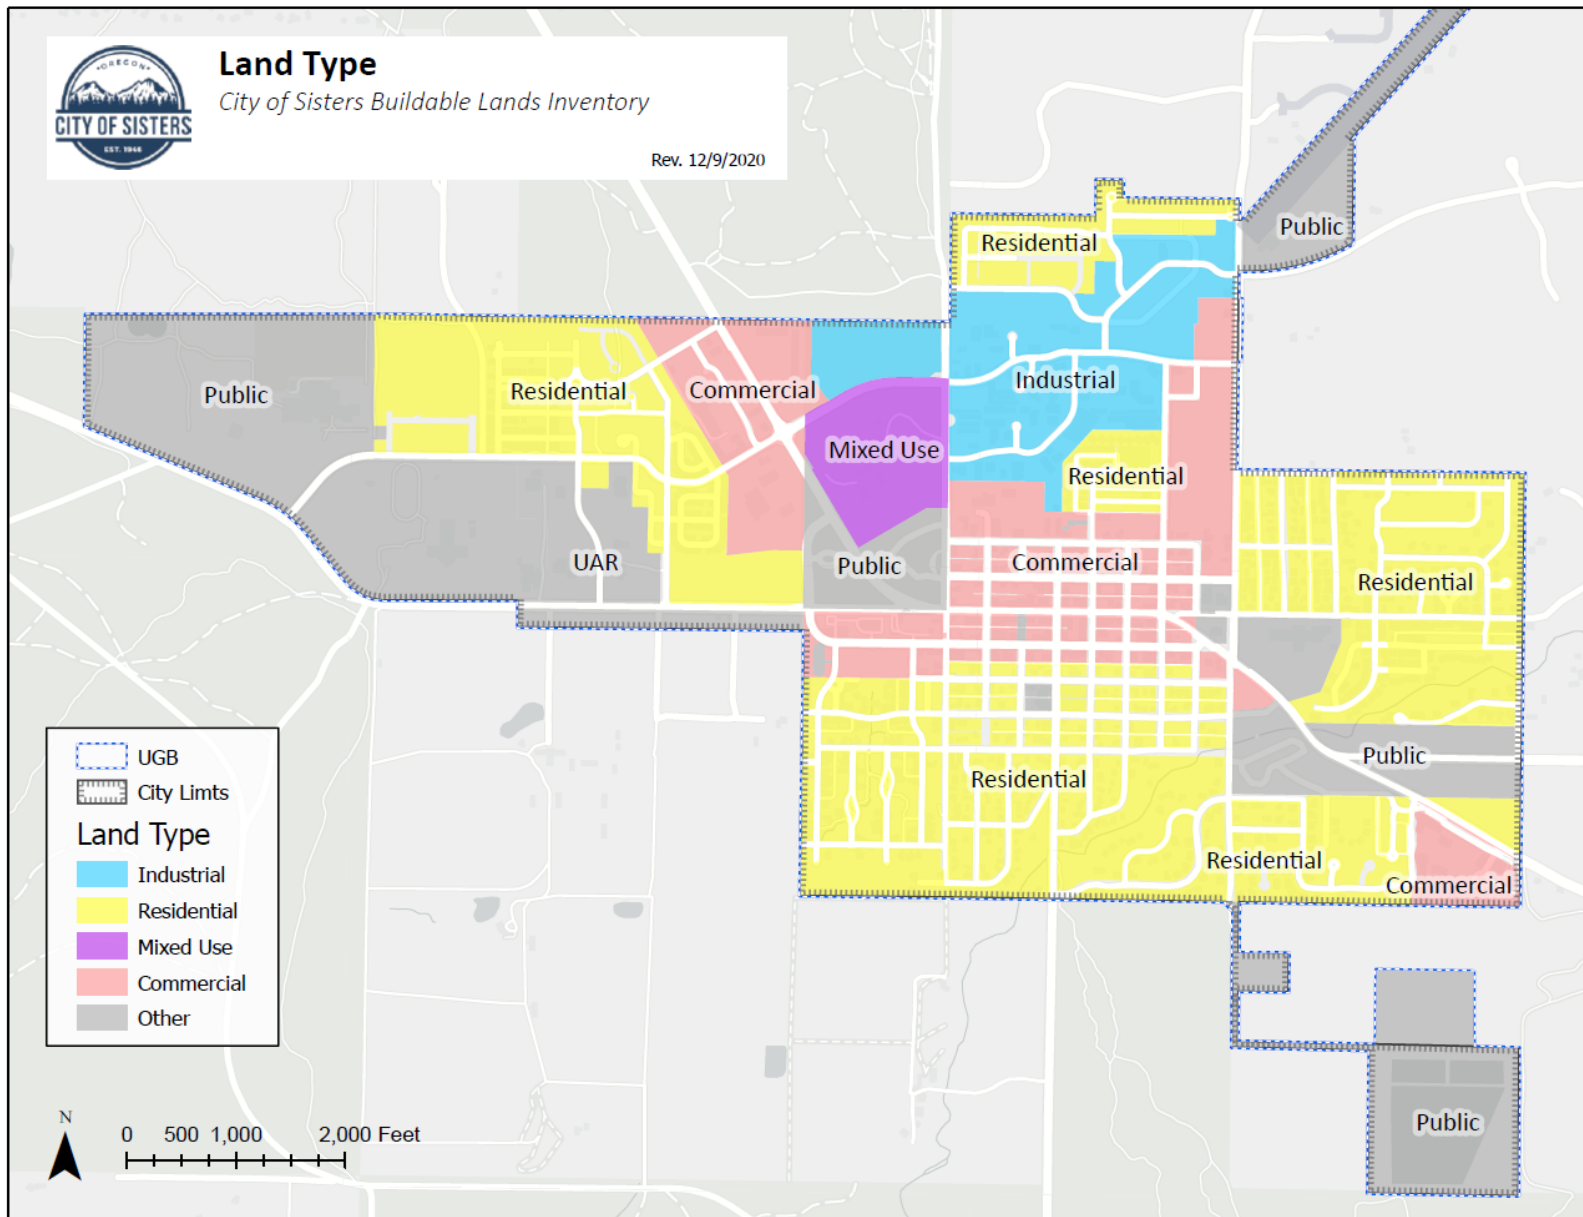 Land Type
City of Sisters Buildable Lands Inventory
Rev. 12/9/2020
OREGON
CITY OF SISTERS
EST. 1946
Public
Residential
Residential
Public
Commercial
Industrial
Mixed Use
Residential
UAR
Public
Commercial
Residential
Public
Residential
Residential
Commercial
Public
UGB
City Limts
Land Type
Industrial
Residential
Mixed Use
Commercial
Other
N
0 500 1,000 2,000 Feet